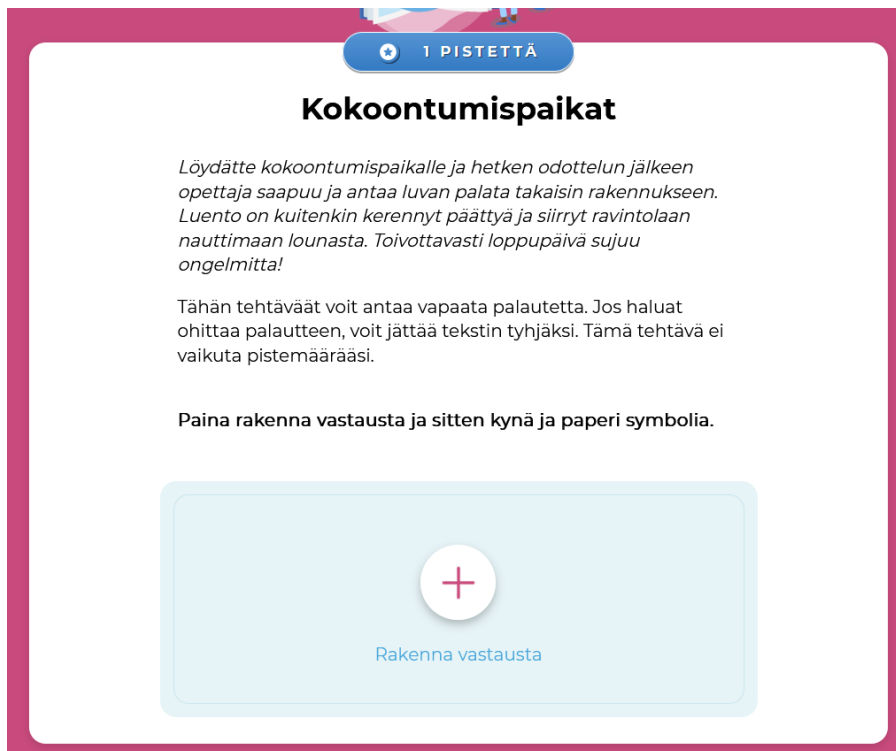 1 PISTETTÄ
Kokoontumispaikat
Löydätte kokoontumispaikalle ja hetken odottelun jälkeen
opettaja saapuu ja antaa luvan palata takaisin rakennukseen.
Luento on kuitenkin kerennyt päättyä ja siirryt ravintolaan
nauttimaan lounasta. Toivottavasti loppupäivä sujuu
ongelmitta!
Tähän tehtäväät voit antaa vapaata palautetta. Jos haluat
ohittaa palautteen, voit jättää tekstin tyhjäksi. Tämä tehtävä ei
vaikuta pistemäärääsi.
Paina rakenna vastausta ja sitten kynä ja paperi symbolia.
Rakenna vastausta